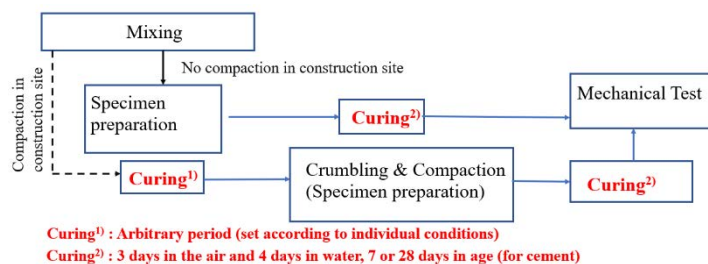 Mixing
No compaction in construction site
Compaction in
construction site
Specimen
preparation
Curing2)
Mechanical Test
Curing1)
Crumbling & Compaction
(Specimen preparation)
Curing2)
Curing1) : Arbitrary period (set according to individual conditions)
Curing2) : 3 days in the air and 4 days in water, 7 or 28 days in age (for cement)